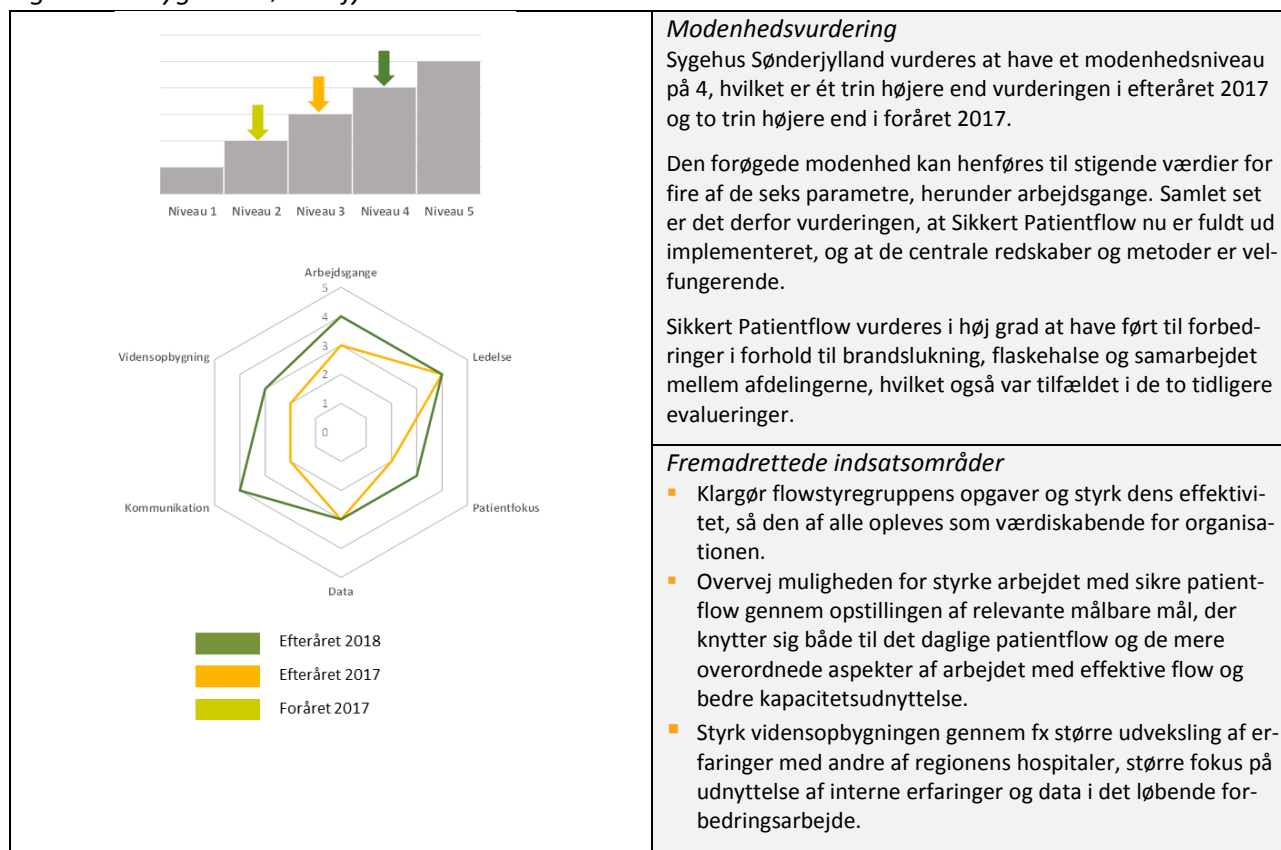 Niveau 1 Niveau 2 Niveau 3 Niveau 4 Niveau 5
Arbejdsgange
5
4
3
2
1
0
Vidensopbygning
Ledelse
Kommunikation
Patientfokus
Data
Efteråret 2018
Efteråret 2017
Foråret 2017
Modenhedsvurdering
Sygehus Sønderjylland vurderes at have et modenhedsniveau
på 4, hvilket er ét trin højere end vurderingen i efteråret 2017
og to trin højere end i foråret 2017.
Den forøgede modenhed kan henføres til stigende værdier for
fire af de seks parametre, herunder arbejdsgange. Samlet set
er det derfor vurderingen, at Sikkert Patientflow nu er fuldt ud
implementeret, og at de centrale redskaber og metoder er vel-
fungerende.
Sikkert Patientflow vurderes i høj grad at have ført til forbed-
ringer i forhold til brandslukning, flaskehalse og samarbejdet
mellem afdelingerne, hvilket også var tilfældet i de to tidligere
evalueringer.
Fremadrettede indsatsområder
▪ Klargør flowstyregruppens opgaver og styrk dens effektivi-
tet, så den af alle opleves som værdiskabende for organisa-
tionen.
▪ Overvej muligheden for styrke arbejdet med sikre patient-
flow gennem opstillingen af relevante målbare mål, der
knytter sig både til det daglige patientflow og de mere
overordnede aspekter af arbejdet med effektive flow og
bedre kapacitetsudnyttelse.
▪ Styrk vidensopbygningen gennem fx større udveksling af er-
faringer med andre af regionens hospitaler, større fokus på
udnyttelse af interne erfaringer og data i det løbende for-
bedringsarbejde.